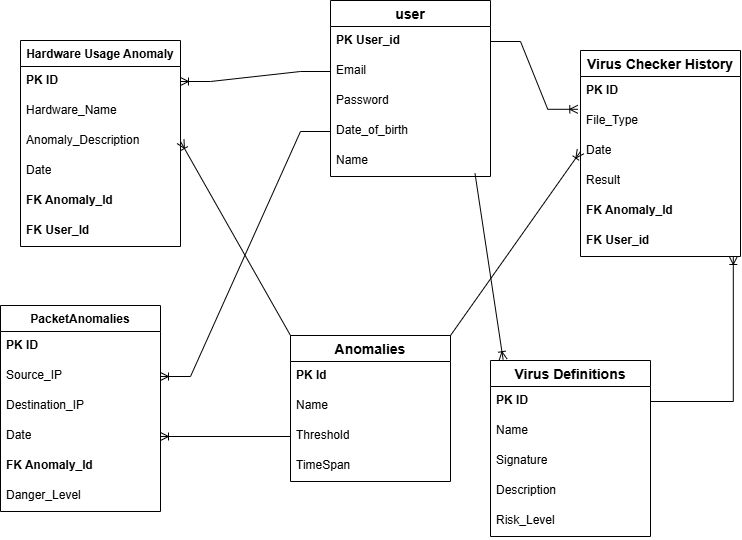 user
PK User_id
Email
Password
Date_of_birth
Name
Hardware Usage Anomaly
PK ID
Hardware_Name
Anomaly_Description
Date
FK Anomaly_Id
FK User_Id
Virus Checker History
PK ID
File_Type
Date
Result
FK Anomaly_Id
FK User_id
PacketAnomalies
PK ID
Source_IP
Destination_IP
Date
FK Anomaly_Id
Danger_Level
Anomalies
PK Id
Name
Threshold
TimeSpan
Virus Definitions
PK ID
Name
Signature
Description
Risk_Level